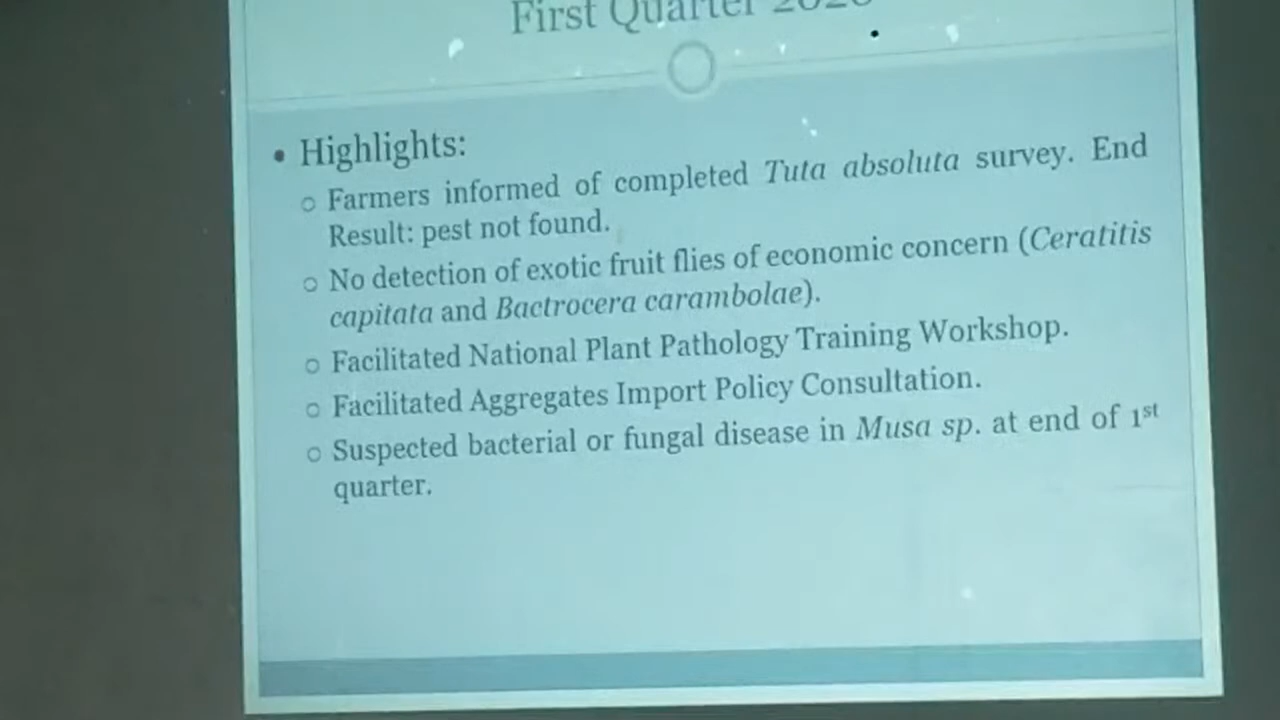 First Quarter
• Highlights:
○ Farmers informed of completed Tuta absoluta survey. End
Result: pest not found.
○ No detection of exotic fruit flies of economic concern (Ceratitis
capitata and Bactrocera carambolae).
○ Facilitated National Plant Pathology Training Workshop.
○ Facilitated Aggregates Import Policy Consultation.
○ Suspected bacterial or fungal disease in Musa sp. at end of 1st
quarter.